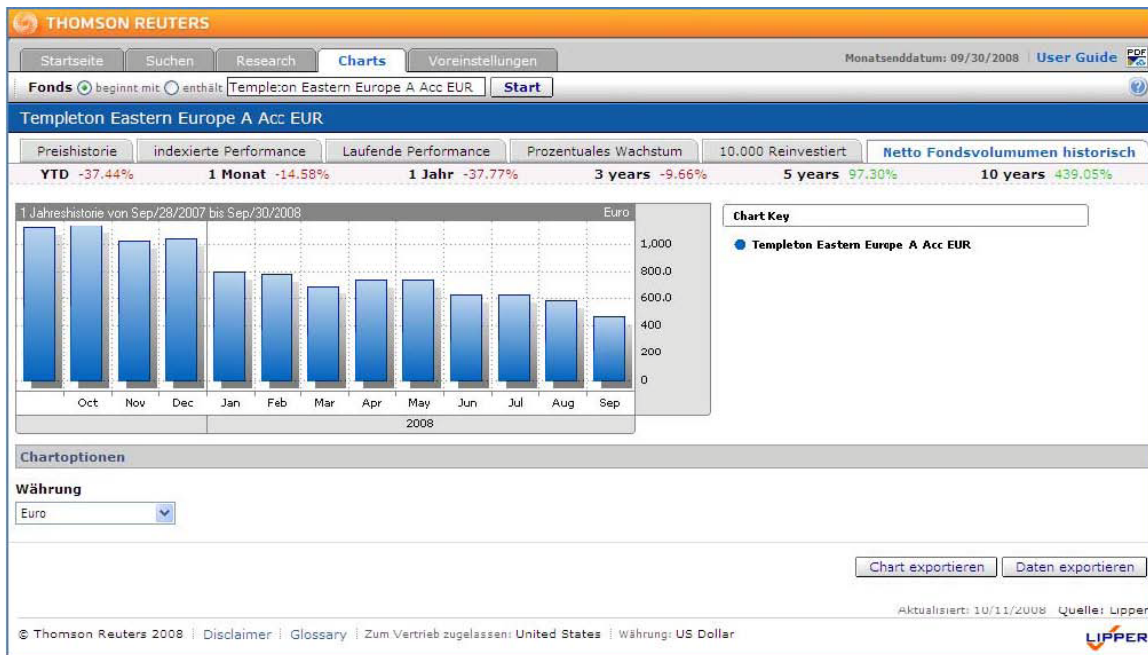 THOMSON REUTERS
Startseite Suchen Research Charts Voreinstellungen Monatsenddatum: 09/30/2008 User Guide PDF
Fonds beginnt mit enthält Templeton Eastern Europe A Acc EUR Start ?
Templeton Eastern Europe A Acc EUR
Preishistorie indexierte Performance Laufende Performance Prozentuales Wachstum 10.000 Reinvestiert Netto Fondsvolumumen historisch
YTD -37.44% 1 Monat -14.58% 1 Jahr -37.77% 3 years -9.66% 5 years 97.30% 10 years 439.05%
1 Jahreshistorie von Sep/28/2007 bis Sep/30/2008 Euro
Chart Key
Templeton Eastern Europe A Acc EUR
1,000
800.0
600.0
400
200
0
Oct Nov Dec Jan Feb Mar Apr May Jun Jul Aug Sep
2008
Chartoptionen
Währung
Euro
Chart exportieren Daten exportieren
Aktualisiert: 10/11/2008 Quelle: Lipper
© Thomson Reuters 2008 | Disclaimer | Glossary | Zum Vertrieb zugelassen: United States | Währung: US Dollar
LIPPER